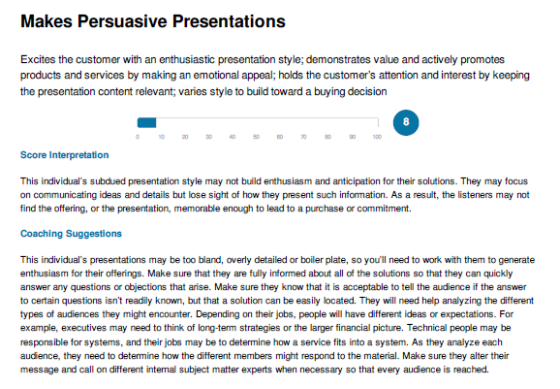 Makes Persuasive Presentations
Excites the customer with an enthusiastic presentation style; demonstrates value and actively promotes
products and services by making an emotional appeal; holds the customer's attention and interest by keeping
the presentation content relevant; varies style to build toward a buying decision
8
0 10 20 30 40 50 60 70 80 90 100
Score Interpretation
This individual's subdued presentation style may not build enthusiasm and anticipation for their solutions. They may focus
on communicating ideas and details but lose sight of how they present such information. As a result, the listeners may not
find the offering, or the presentation, memorable enough to lead to a purchase or commitment.
Coaching Suggestions
This individual's presentations may be too bland, overly detailed or boiler plate, so you'll need to work with them to generate
enthusiasm for their offerings. Make sure that they are fully informed about all of the solutions so that they can quickly
answer any questions or objections that arise. Make sure they know that it is acceptable to tell the audience if the answer
to certain questions isn't readily known, but that a solution can be easily located. They will need help analyzing the different
types of audiences they might encounter. Depending on their jobs, people will have different ideas or expectations. For
example, executives may need to think of long-term strategies or the larger financial picture. Technical people may be
responsible for systems, and their jobs may be to determine how a service fits into a system. As they analyze each
audience, they need to determine how the different members might respond to the material. Make sure they alter their
message and call on different internal subject matter experts when necessary so that every audience is reached.